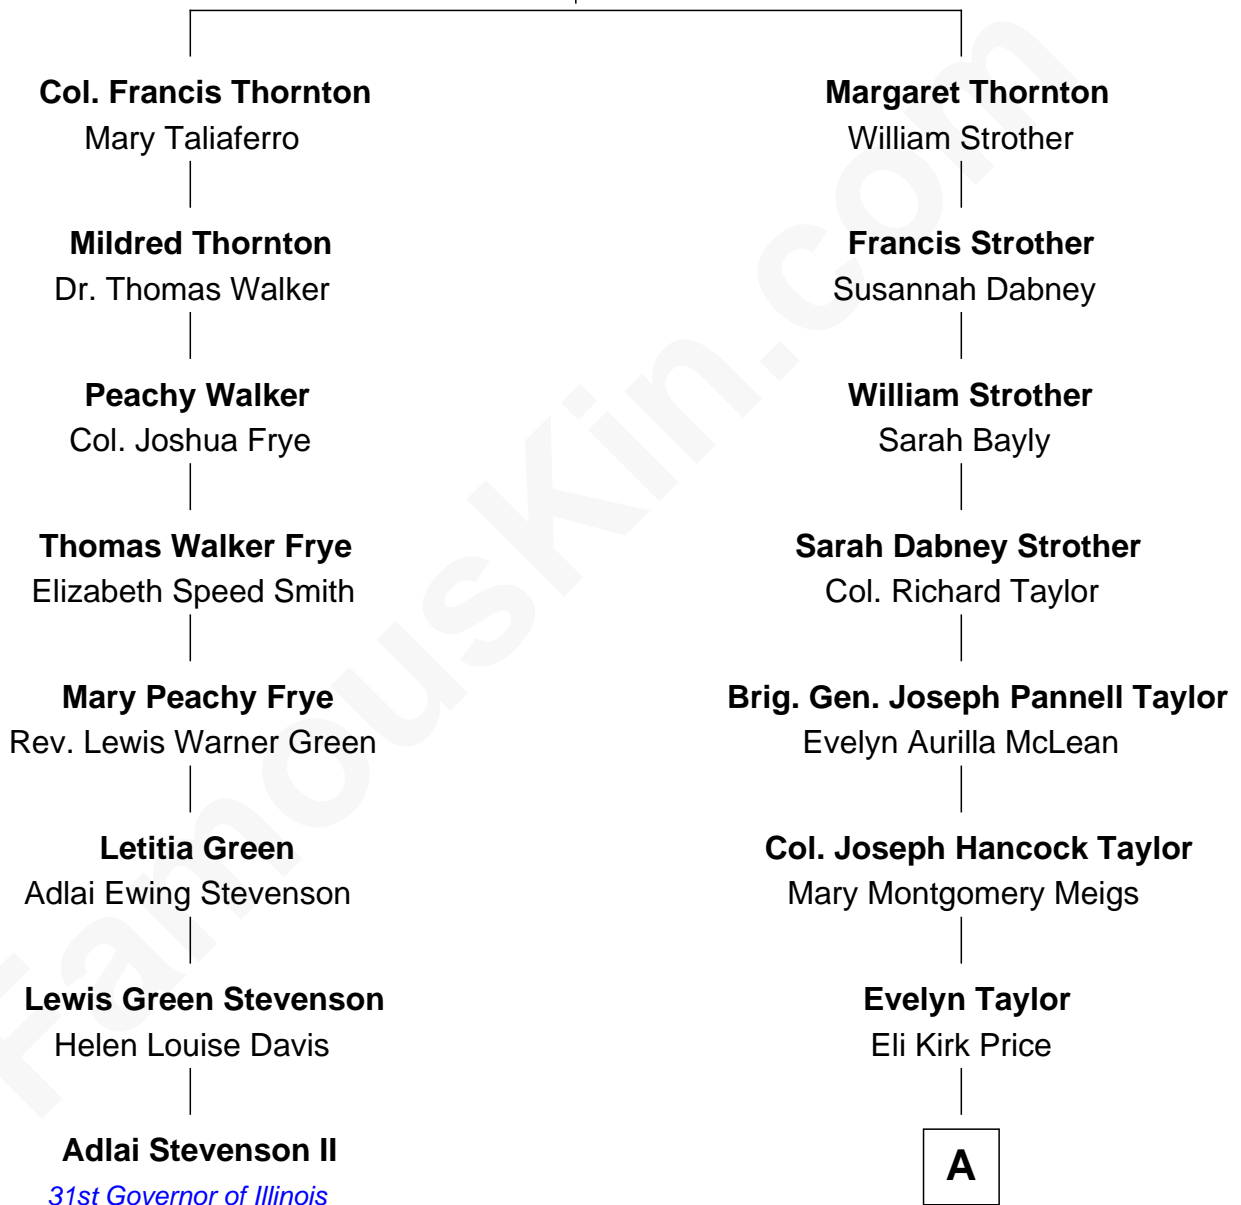 Col. Francis Thornton
Mary Taliaferro
Margaret Thornton
William Strother
Mildred Thornton
Dr. Thomas Walker
Francis Strother
Susannah Dabney
Peachy Walker
Col. Joshua Frye
William Strother
Sarah Bayly
Thomas Walker Frye
Elizabeth Speed Smith
Sarah Dabney Strother
Col. Richard Taylor
Mary Peachy Frye
Rev. Lewis Warner Green
Brig. Gen. Joseph Pannell Taylor
Evelyn Aurilla McLean
Letitia Green
Adlai Ewing Stevenson
Col. Joseph Hancock Taylor
Mary Montgomery Meigs
Lewis Green Stevenson
Helen Louise Davis
Evelyn Taylor
Eli Kirk Price
Adlai Stevenson II
31st Governor of Illinois
A
FamousKin.com